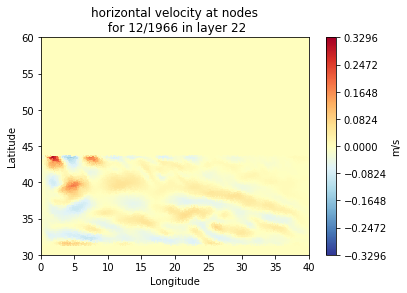 horizontal velocity at nodes
for 12/1966 in layer 22
60
55
50
45
40
35
30
Latitude
0 5 10 15 20 25 30 35 40
Longitude
0.3296
0.2472
0.1648
0.0824
0.0000
−0.0824
−0.1648
−0.2472
−0.3296
m/s